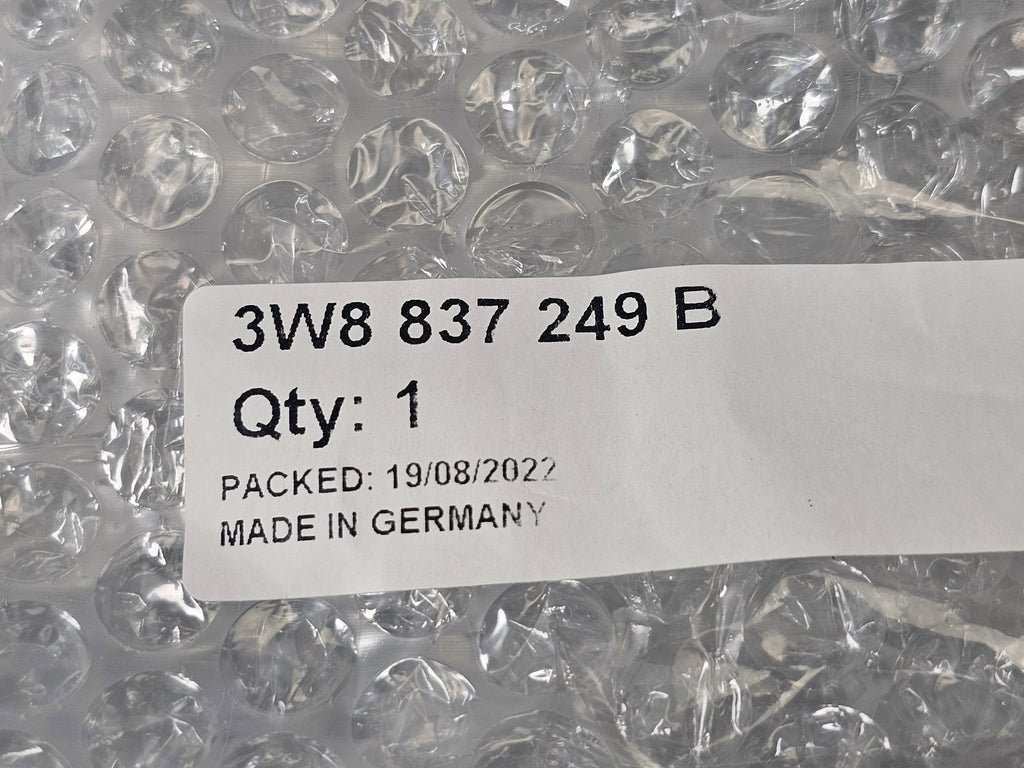 3W8 837 249 B
Qty: 1
PACKED: 19/08/2022
MADE IN GERMANY